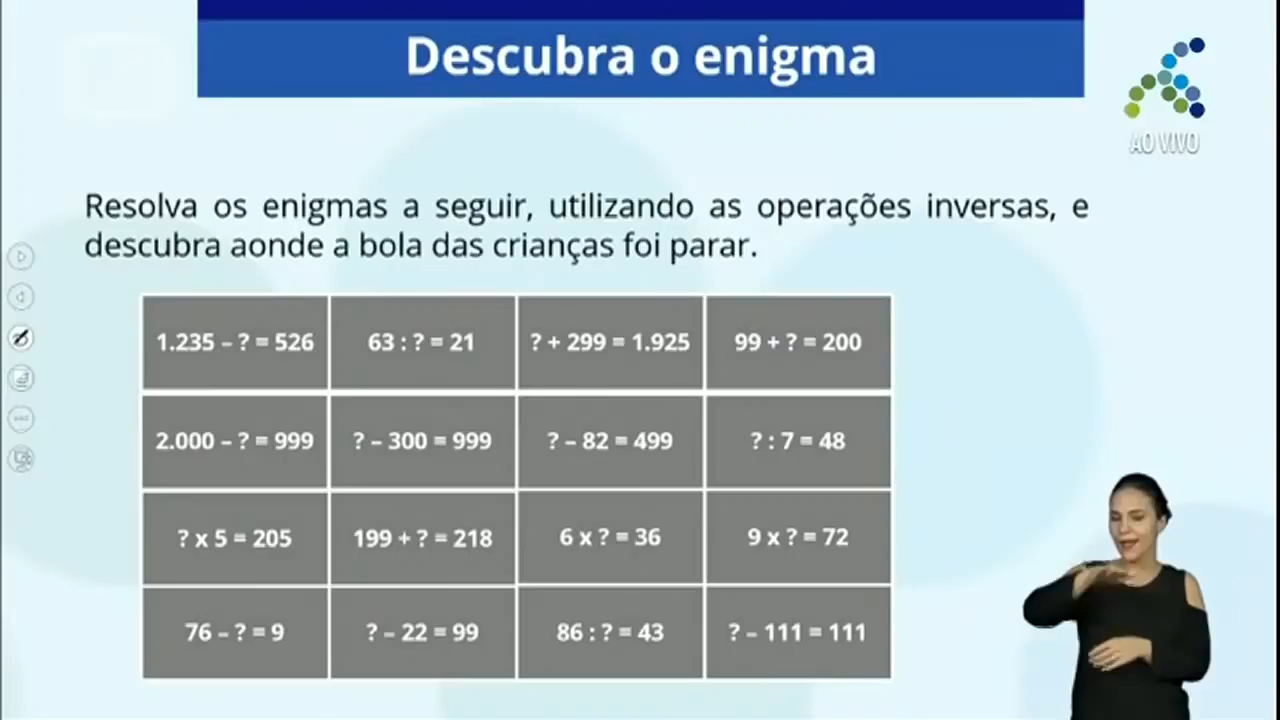 Descubra o enigma
AO VIVO
Resolva os enigmas a seguir, utilizando as operações inversas, e
descubra aonde a bola das crianças foi parar.
1.235 – ? = 526
63 : ? = 21
? + 299 = 1.925
99 + ? = 200
2.000 – ? = 999
? – 300 = 999
? – 82 = 499
? : 7 = 48
? x 5 = 205
199 + ? = 218
6 x ? = 36
9 x ? = 72
76 – ? = 9
? – 22 = 99
86 : ? = 43
? – 111 = 111